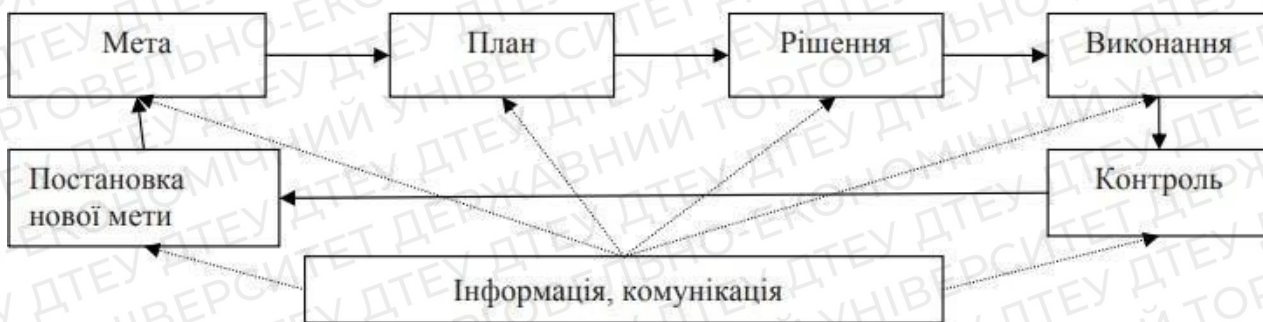 Мета
План
Рішення
Виконання
Постановка
нової мети
Контроль
Інформація, комунікація